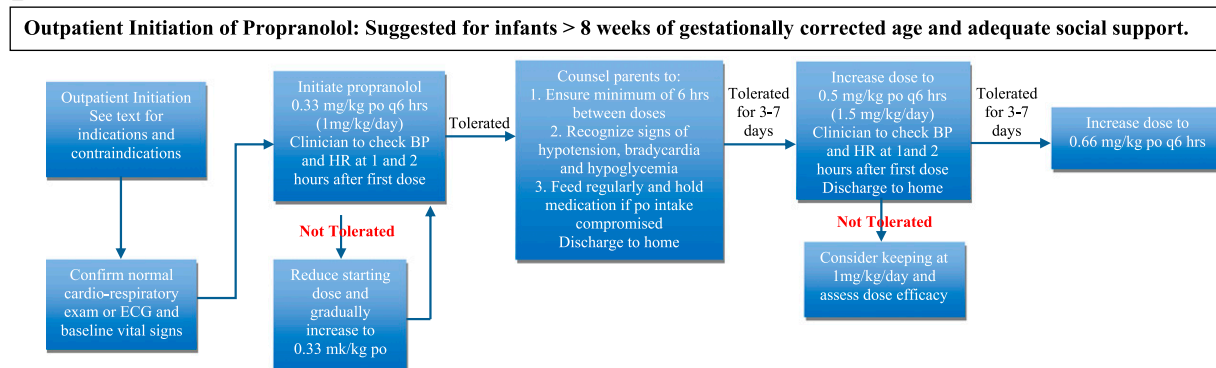 Outpatient Initiation of Propranolol: Suggested for infants > 8 weeks of gestationally corrected age and adequate social support.
Outpatient Initiation
See text for
indications and
contraindications
Confirm normal
cardio-respiratory
exam or ECG and
baseline vital signs
Initiate propranolol
0.33 mg/kg po q6 hrs
(1mg/kg/day)
Clinician to check BP
and HR at 1 and 2
hours after first dose
Not Tolerated
Reduce starting
dose and
gradually
increase to
0.33 mk/kg po
Tolerated
Counsel parents to:
1. Ensure minimum of 6 hrs
between doses
2. Recognize signs of
hypotension, bradycardia
and hypoglycemia
3. Feed regularly and hold
medication if po intake
compromised
Discharge to home
Tolerated
for 3-7
days
Increase dose to
0.5 mg/kg po q6 hrs
(1.5 mg/kg/day)
Clinician to check BP
and HR at 1and 2
hours after first dose
Discharge to home
Not Tolerated
Consider keeping at
1mg/kg/day and
assess dose efficacy
Tolerated
for 3-7
days
Increase dose to
0.66 mg/kg po q6 hrs